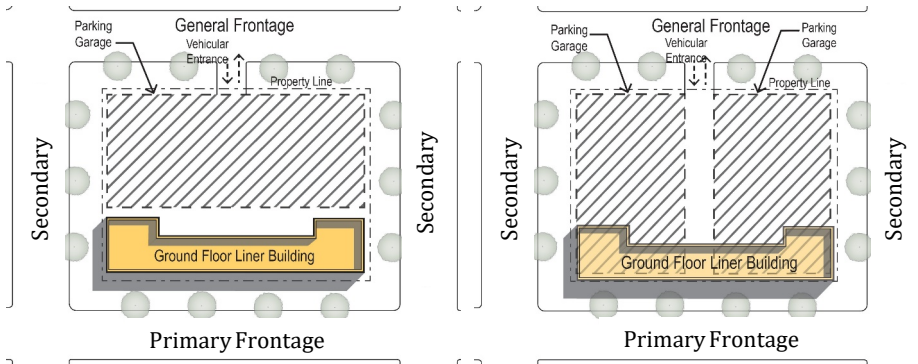 General Frontage
Parking
Garage
Vehicular
Entrance
Property Line
Secondary
Secondary
Ground Floor Liner Building
Primary Frontage
General Frontage
Parking
Garage
Vehicular
Entrance
Parking
Garage
Property Line
Secondary
Ground Floor Liner Building
Primary Frontage